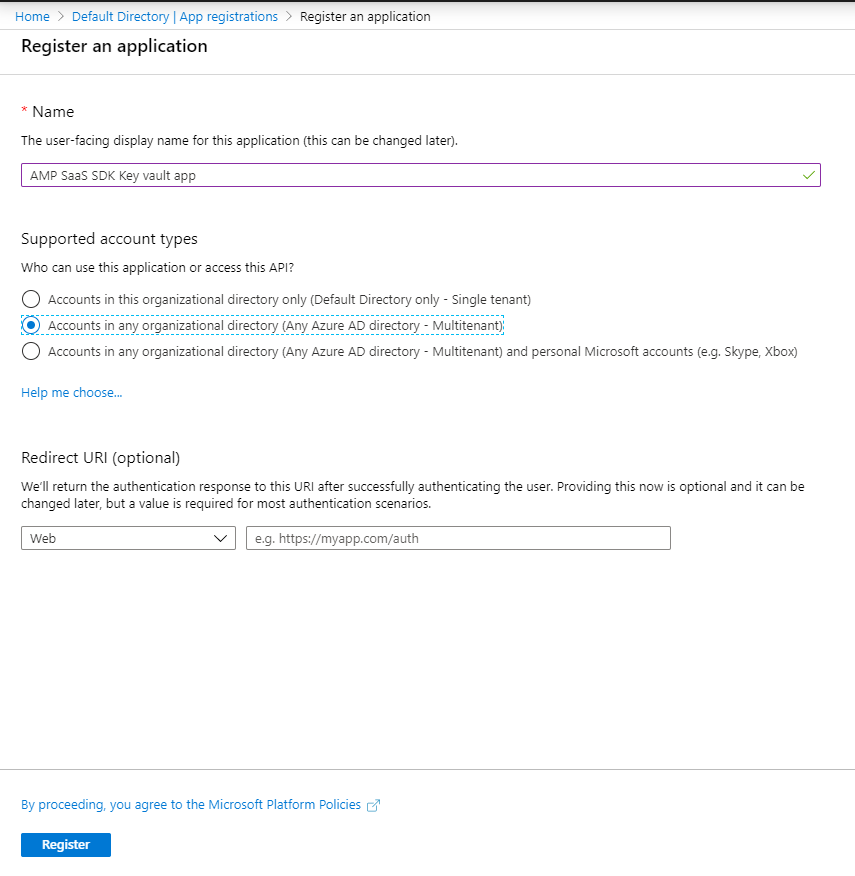 Home > Default Directory | App registrations > Register an application
Register an application
* Name
The user-facing display name for this application (this can be changed later).
AMP SaaS SDK Key vault app
Supported account types
Who can use this application or access this API?
Accounts in this organizational directory only (Default Directory only - Single tenant)
Accounts in any organizational directory (Any Azure AD directory - Multitenant)
Accounts in any organizational directory (Any Azure AD directory - Multitenant) and personal Microsoft accounts (e.g. Skype, Xbox)
Help me choose...
Redirect URI (optional)
We'll return the authentication response to this URI after successfully authenticating the user. Providing this now is optional and it can be
changed later, but a value is required for most authentication scenarios.
Web
e.g. https://myapp.com/auth
By proceeding, you agree to the Microsoft Platform Policies
Register